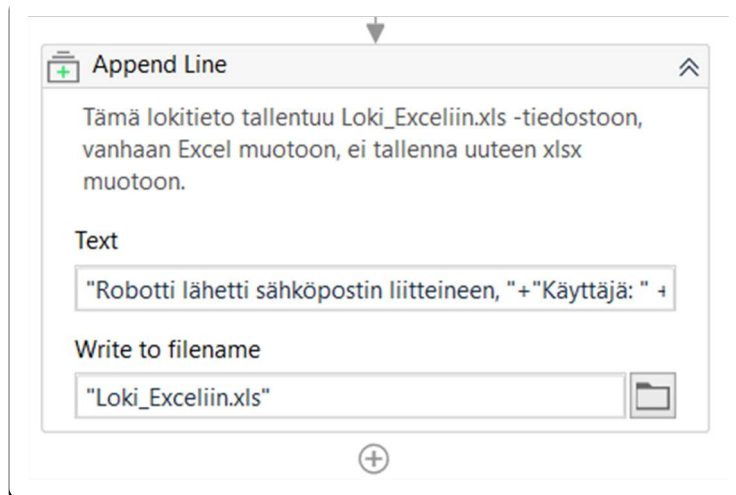 Append Line
Tämä lokitieto tallentuu Loki_Exceliin.xls -tiedostoon,
vanhaan Excel muotoon, ei tallenna uuteen xlsx
muotoon.
Text
"Robotti lähetti sähköpostin liitteineen, "+"Käyttäjä: " +
Write to filename
"Loki_Exceliin.xls"